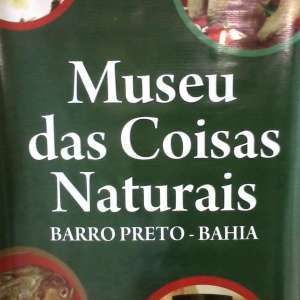 Museu
das Coisas
Naturais
BARRO PRETO - BAHIA